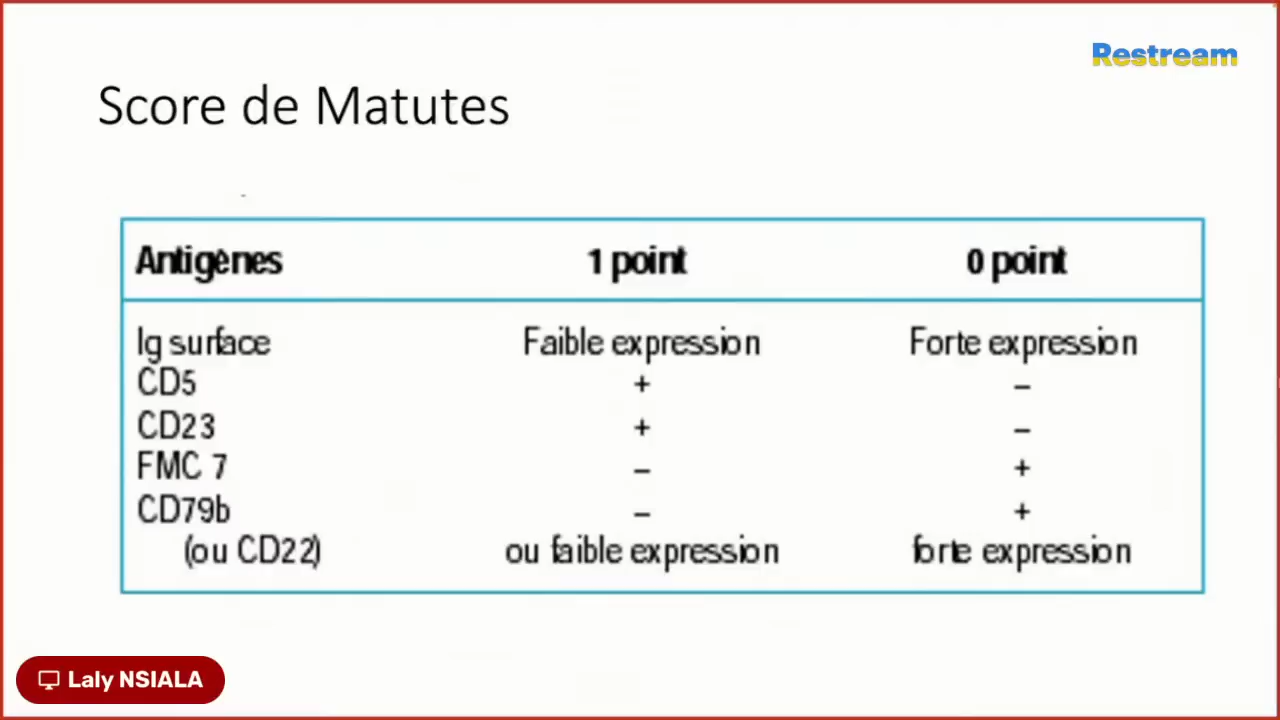 Restream
Score de Matutes
Antigènes 1 point 0 point
Ig surface Faible expression Forte expression
CD5 + –
CD23 + –
FMC 7 – +
CD79b – +
(ou CD22) ou faible expression forte expression
Laly NSIALA